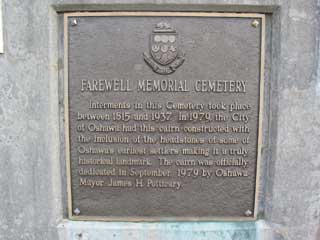 FAREWELL MEMORIAL CEMETERY
Interments in this Cemetery took place
between 1815 and 1937. In 1979, the City
of Oshawa had this cairn constructed with
the inclusion of the headstones of some of
Oshawa's earliest settlers making it a truly
historical landmark. The cairn was officially
dedicated in September 1979 by Oshawa
Mayor James H. Potticary.